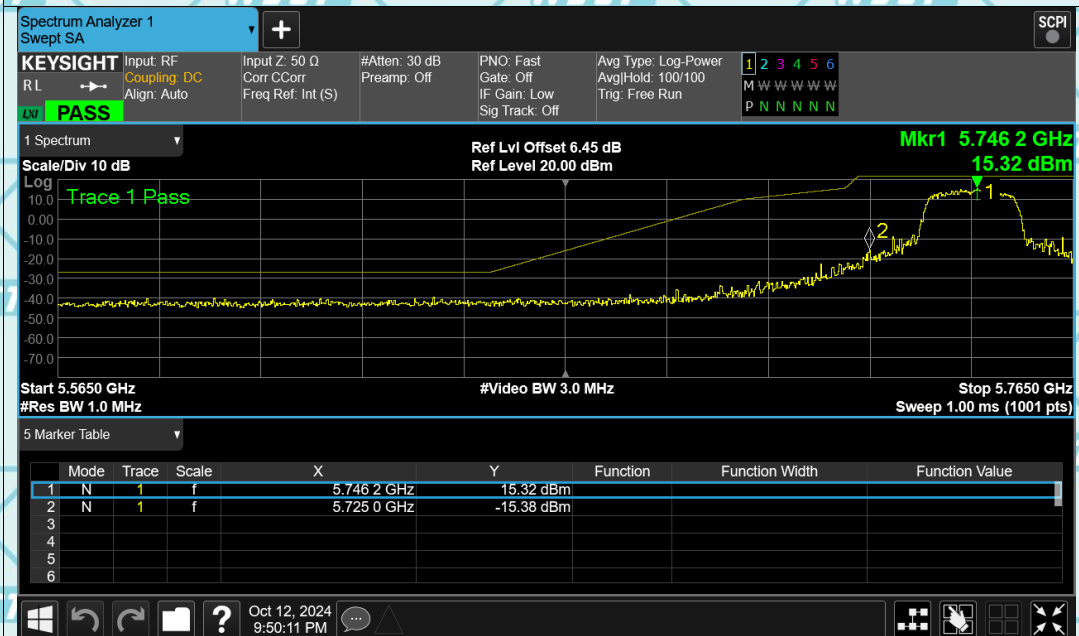 Spectrum Analyzer 1
Swept SA
+
SCPI
KEYSIGHT
RL
LXI PASS
Input: RF
Coupling: DC
Align: Auto
Input Z: 50 Ω
Corr CCorr
Freq Ref: Int (S)
#Atten: 30 dB
Preamp: Off
PNO: Fast
Gate: Off
IF Gain: Low
Sig Track: Off
Avg Type: Log-Power
Avg|Hold: 100/100
Trig: Free Run
1 2 3 4 5 6
M W W W W W
P N N N N N
1 Spectrum
Scale/Div 10 dB
Ref Lvl Offset 6.45 dB
Ref Level 20.00 dBm
Mkr1 5.746 2 GHz
15.32 dBm
Log
Trace 1 Pass
10.0
0.00
-10.0
-20.0
-30.0
-40.0
-50.0
-60.0
-70.0
1
2
Start 5.5650 GHz
#Video BW 3.0 MHz
Stop 5.7650 GHz
#Res BW 1.0 MHz
Sweep 1.00 ms (1001 pts)
5 Marker Table
Mode Trace Scale X Y Function Function Width Function Value
1 N 1 f 5.746 2 GHz 15.32 dBm
2 N 1 f 5.725 0 GHz -15.38 dBm
3
4
5
6
?
Oct 12, 2024
9:50:11 PM